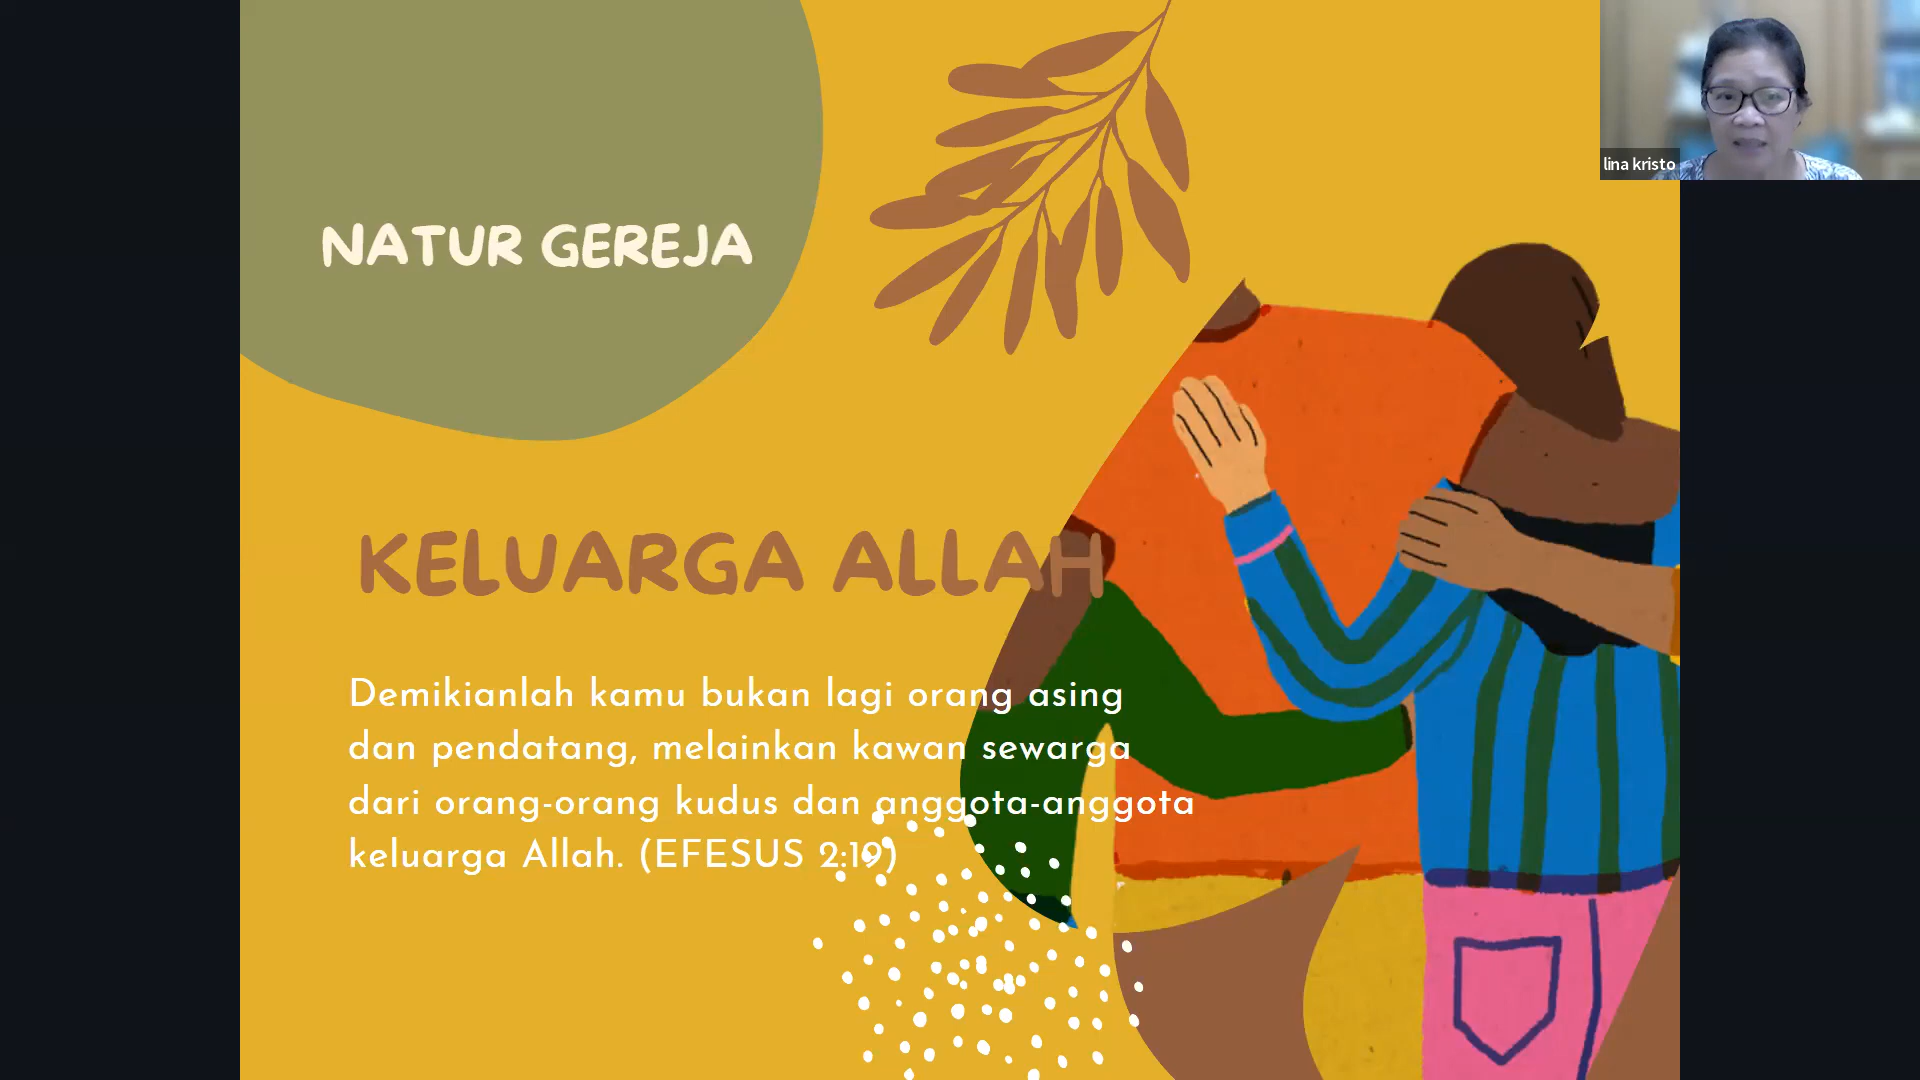 NATUR GEREJA
lina kristo
KELUARGA ALLAH
Demikianlah kamu bukan lagi orang asing
dan pendatang, melainkan kawan sewarga
dari orang-orang kudus dan anggota-anggota
keluarga Allah. (EFESUS 2:19)